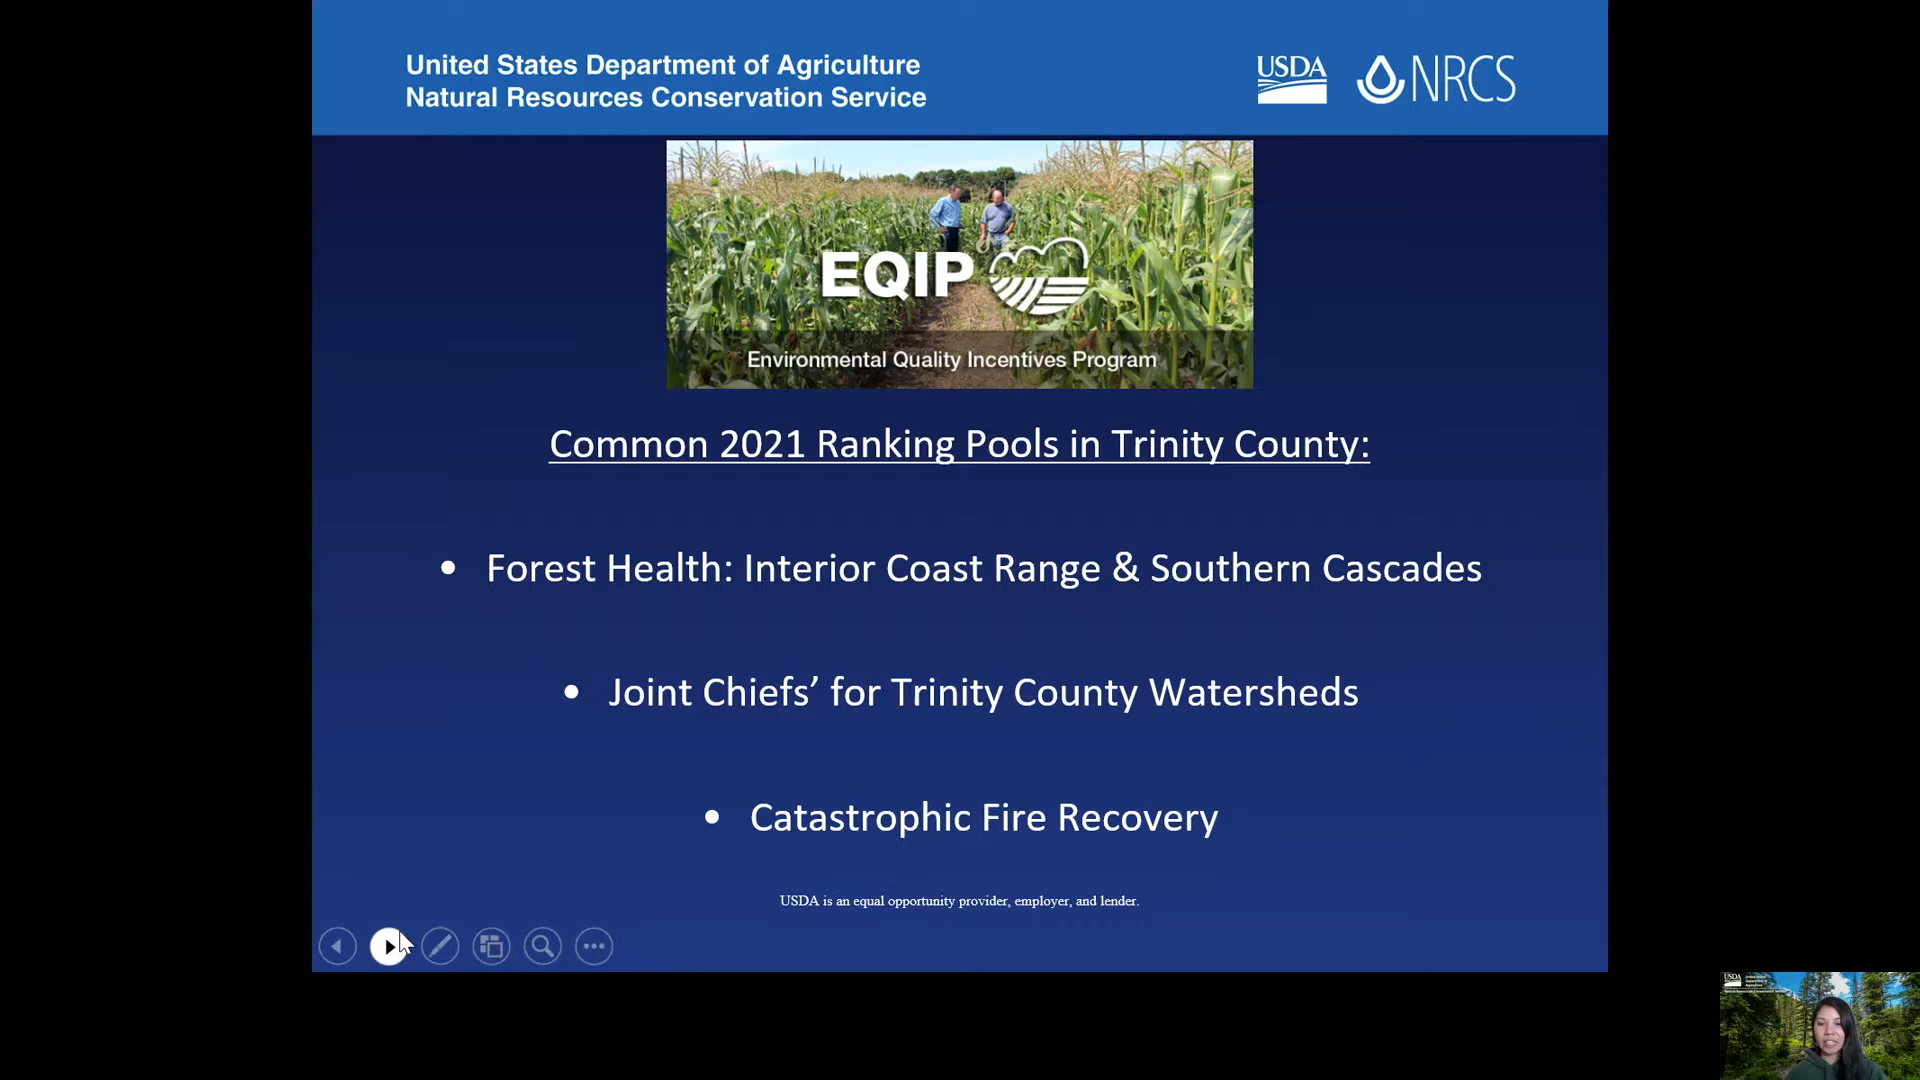 United States Department of Agriculture
Natural Resources Conservation Service
USDA
NRCS
EQIP
Environmental Quality Incentives Program
Common 2021 Ranking Pools in Trinity County:
• Forest Health: Interior Coast Range & Southern Cascades
• Joint Chiefs’ for Trinity County Watersheds
• Catastrophic Fire Recovery
USDA is an equal opportunity provider, employer, and lender.
USDA